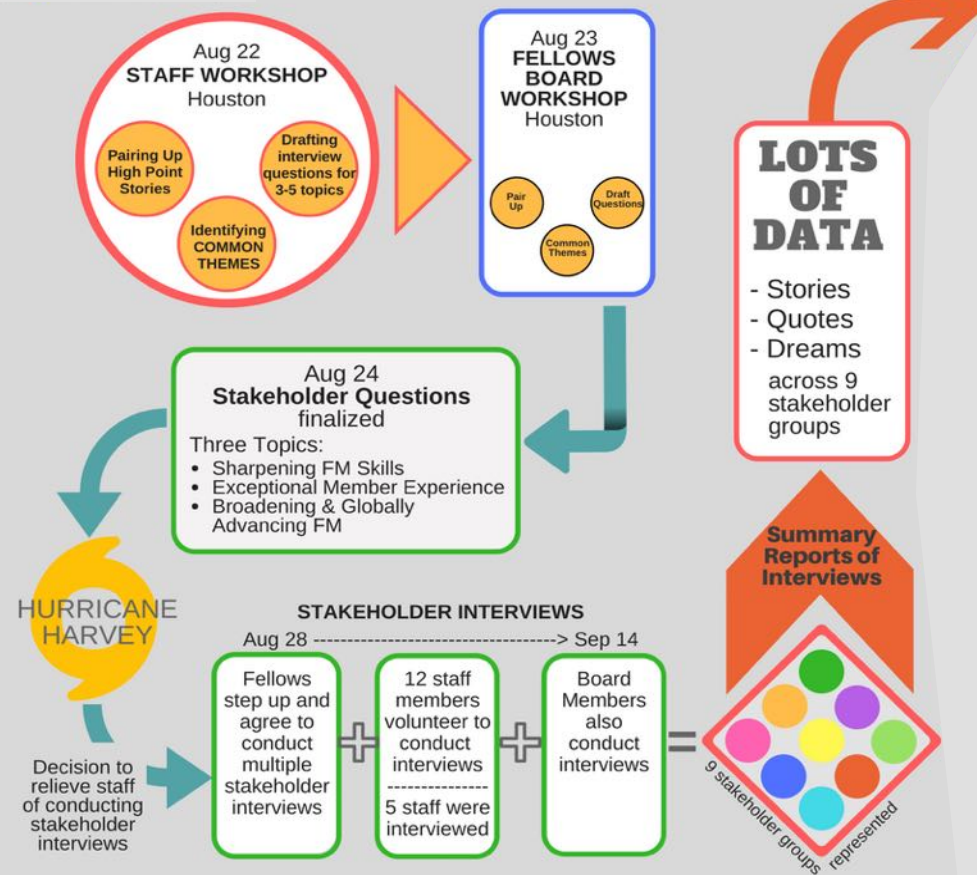 Aug 22
STAFF WORKSHOP
Houston
Pairing Up
High Point
Stories
Drafting
interview
questions for
3-5 topics
Identifying
COMMON
THEMES
Aug 23
FELLOWS
BOARD
WORKSHOP
Houston
Pair
Up
Draft
Questions
Common
Themes
Aug 24
Stakeholder Questions
finalized
Three Topics:
• Sharpening FM Skills
• Exceptional Member Experience
• Broadening & Globally
Advancing FM
HURRICANE
HARVEY
Decision to
relieve staff
of conducting
stakeholder
interviews
STAKEHOLDER INTERVIEWS
Aug 28 ----------------------------------> Sep 14
Fellows
step up and
agree to
conduct
multiple
stakeholder
interviews
+
12 staff
members
volunteer to
conduct
interviews
---------------
5 staff were
interviewed
+
Board
Members
also
conduct
interviews
=
9 stakeholder groups
represented
Summary
Reports of
Interviews
LOTS
OF
DATA
- Stories
- Quotes
- Dreams
across 9
stakeholder
groups